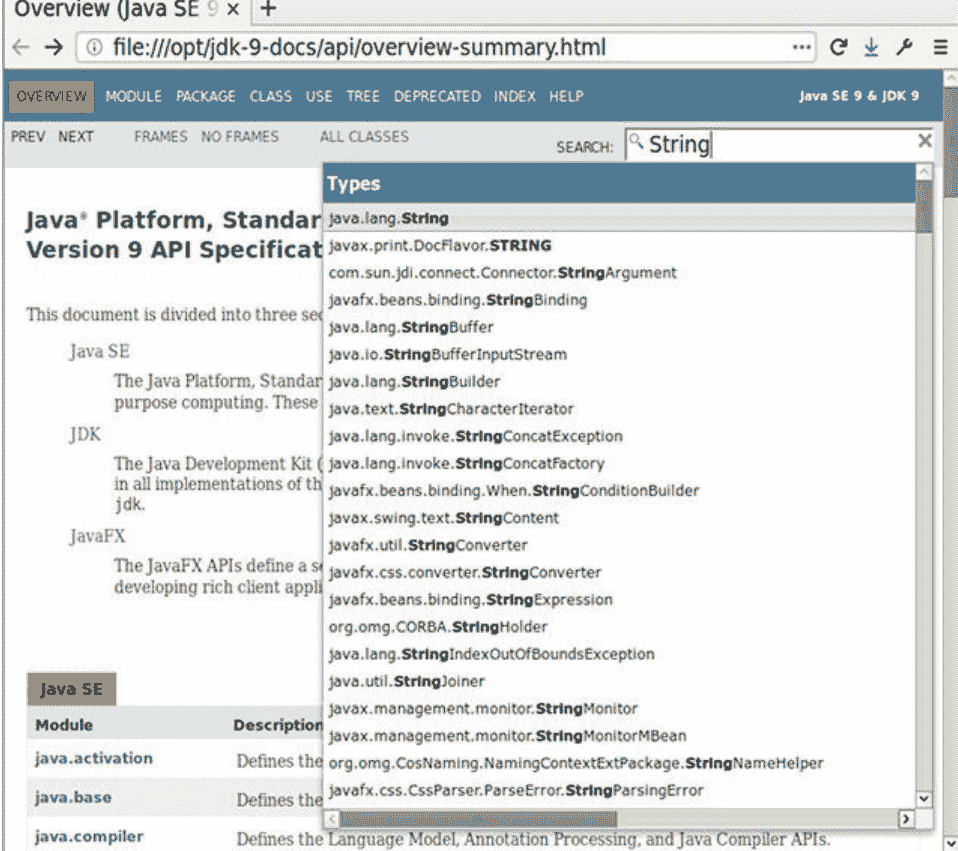 Overview (Java SE 9 × +
file:///opt/jdk-9-docs/api/overview-summary.html
OVERVIEW MODULE PACKAGE CLASS USE TREE DEPRECATED INDEX HELP Java SE 9 & JDK 9
PREV NEXT FRAMES NO FRAMES ALL CLASSES SEARCH: String
Types
java.lang.String
javax.print.DocFlavor.STRING
com.sun.jdi.connect.Connector.StringArgument
javafx.beans.binding.StringBinding
java.lang.StringBuffer
java.io.StringBufferInputStream
java.lang.StringBuilder
java.text.StringCharacterIterator
java.lang.invoke.StringConcatException
java.lang.invoke.StringConcatFactory
javafx.beans.binding.When.StringConditionBuilder
javax.swing.text.StringContent
javafx.util.StringConverter
javafx.css.converter.StringConverter
javafx.beans.binding.StringExpression
org.omg.CORBA.StringHolder
java.lang.StringIndexOutOfBoundsException
java.util.StringJoiner
javax.management.monitor.StringMonitor
javax.management.monitor.StringMonitorMBean
org.omg.CosNaming.NamingContextExtPackage.StringNameHelper
javafx.css.CssParser.ParseError.StringParsingError
Java® Platform, Standar
Version 9 API Specificat
This document is divided into three sec
Java SE
The Java Platform, Standar
purpose computing. These
JDK
The Java Development Kit (
in all implementations of th
jdk.
JavaFX
The JavaFX APIs define a se
developing rich client appli
Java SE
Module Description
java.activation Defines the
java.base Defines the
java.compiler Defines the Language Model, Annotation Processing, and Java Compiler APIs.